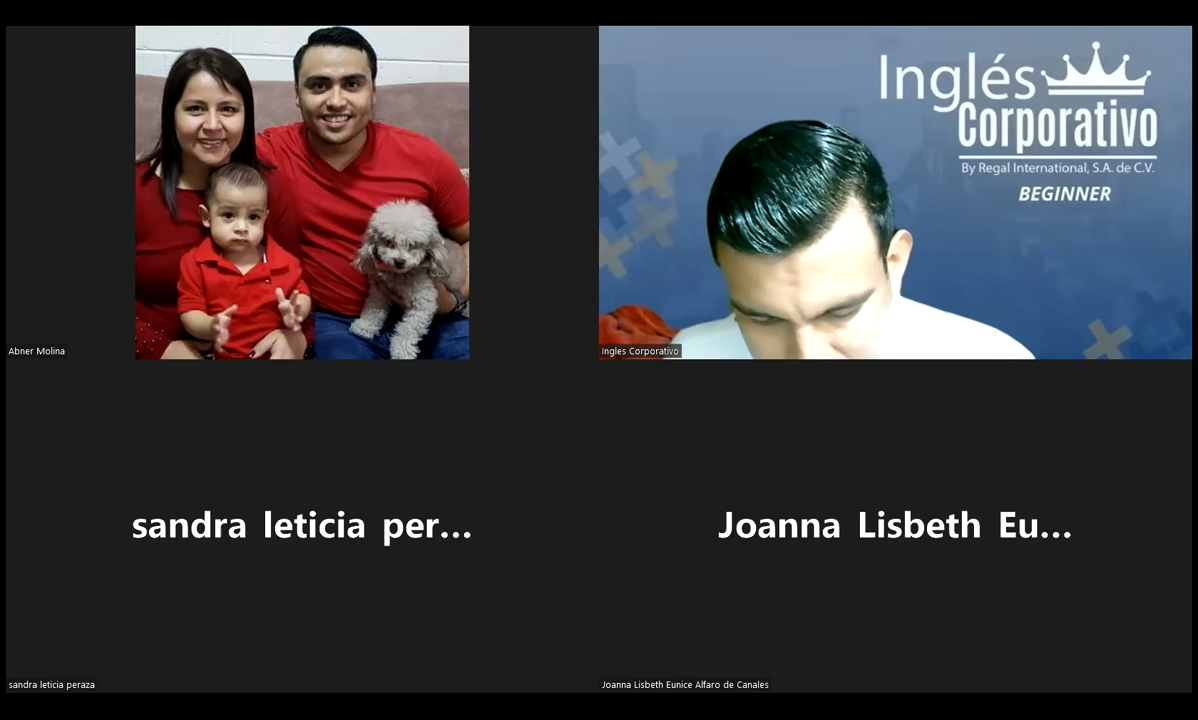 Inglés
Corporativo
By Regal International, S.A. de C.V.
BEGINNER
Abner Molina
Ingles Corporativo
sandra leticia per...
Joanna Lisbeth Eu...
sandra leticia peraza
Joanna Lisbeth Eunice Alfaro de Canales